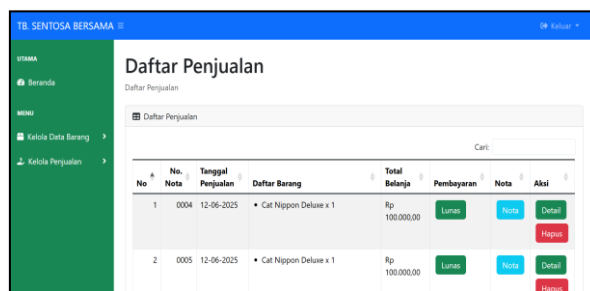 TB. SENTOSA BERSAMA
Keluar
UTAMA
Beranda
MENU
Kelola Data Barang
Kelola Penjualan
Daftar Penjualan
Daftar Penjualan
Daftar Penjualan
Cari:
No No. Nota Tanggal Penjualan Daftar Barang Total Belanja Pembayaran Nota Aksi
1 0004 12-06-2025 • Cat Nippon Deluxe x 1 Rp 100.000,00 Lunas Nota Detail
Hapus
2 0005 12-06-2025 • Cat Nippon Deluxe x 1 Rp 100.000,00 Lunas Nota Detail
Hapus